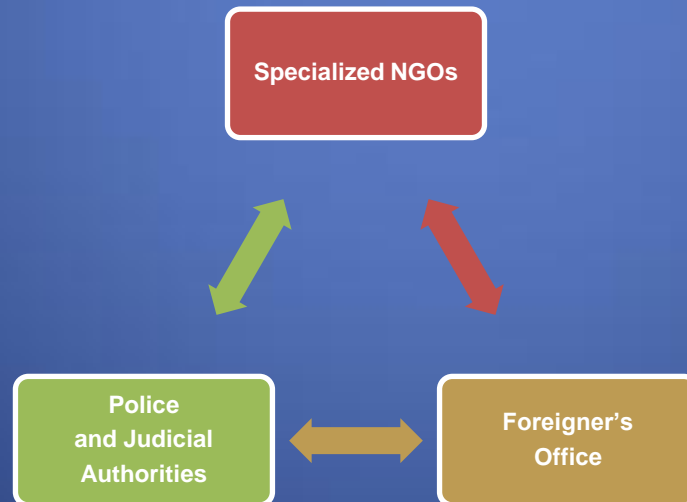 Specialized NGOs
Police
and Judicial
Authorities
Foreigner’s
Office